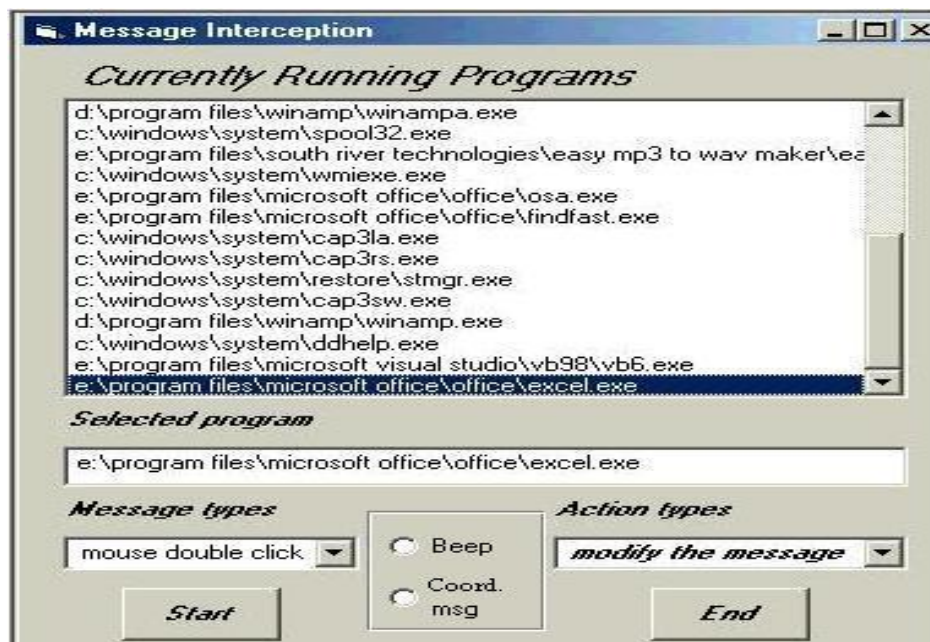 Message Interception
Currently Running Programs
d:\program files\winamp\winampa.exe
c:\windows\system\spool32.exe
e:\program files\south river technologies\easy mp3 to wav maker\ea
c:\windows\system\wmiexe.exe
e:\program files\microsoft office\office\osa.exe
e:\program files\microsoft office\office\findfast.exe
c:\windows\system\cap3la.exe
c:\windows\system\cap3rs.exe
c:\windows\system\restore\stmgr.exe
c:\windows\system\cap3sw.exe
d:\program files\winamp\winamp.exe
c:\windows\system\ddhelp.exe
e:\program files\microsoft visual studio\vb98\vb6.exe
e:\program files\microsoft office\office\excel.exe
Selected program
e:\program files\microsoft office\office\excel.exe
Message types
Action types
mouse double click
Beep
modify the message
Coord.
msg
Start
End